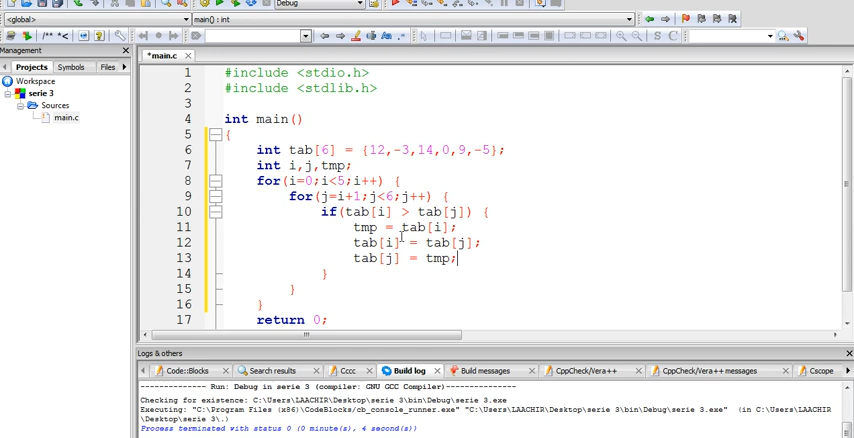 Debug
<global>
main() : int
/** *<
Aa
S C
Management
Projects Symbols Files
Workspace
serie 3
Sources
main.c
*main.c
1 #include <stdio.h>
2 #include <stdlib.h>
3
4 int main()
5 {
6 int tab[6] = {12,-3,14,0,9,-5};
7 int i,j,tmp;
8 for(i=0;i<5;i++) {
9 for(j=i+1;j<6;j++) {
10 if(tab[i] > tab[j]) {
11 tmp = tab[i];
12 tab[i] = tab[j];
13 tab[j] = tmp;
14 }
15 }
16 }
17 return 0;
Logs & others
Code::Blocks Search results Cccc Build log Build messages CppCheck/Vera++ CppCheck/Vera++ messages Cscope
-------------- Run: Debug in serie 3 (compiler: GNU GCC Compiler)---------------
Checking for existence: C:\Users\LAACHIR\Desktop\serie 3\bin\Debug\serie 3.exe
Executing: "C:\Program Files (x86)\CodeBlocks/cb_console_runner.exe" "C:\Users\LAACHIR\Desktop\serie 3\bin\Debug\serie 3.exe" (in C:\Users\LAACHIR
\Desktop\serie 3\.)
Process terminated with status 0 (0 minute(s), 4 second(s))